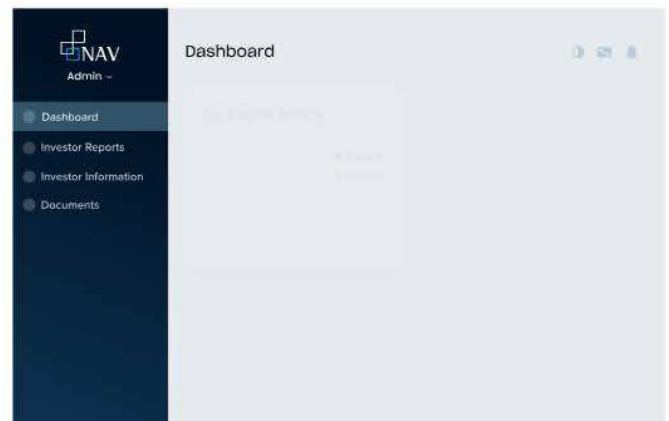 NAV
Admin
Dashboard
Investor Reports
Investor Information
Documents
Dashboard